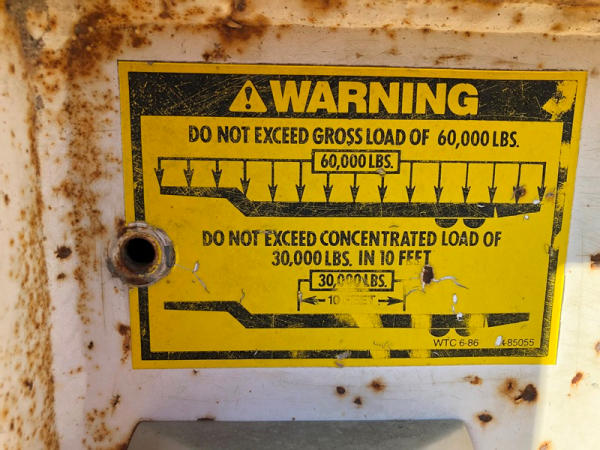 WARNING
DO NOT EXCEED GROSS LOAD OF 60,000 LBS.
60,000 LBS.
DO NOT EXCEED CONCENTRATED LOAD OF
30,000 LBS. IN 10 FEET
30,000 LBS.
10 FEET
WTC 6-86